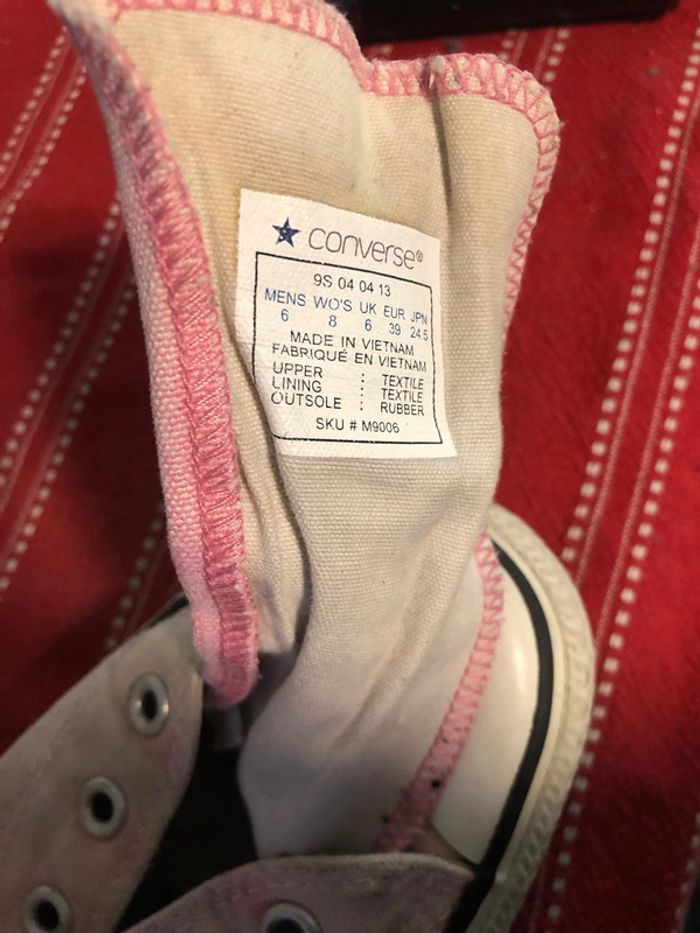 converse®
9S 04 04 13
MENS WO'S UK EUR JPN
6 8 6 39 24.5
MADE IN VIETNAM
FABRIQUÉ EN VIETNAM
UPPER : TEXTILE
LINING : TEXTILE
OUTSOLE : RUBBER
SKU # M9006